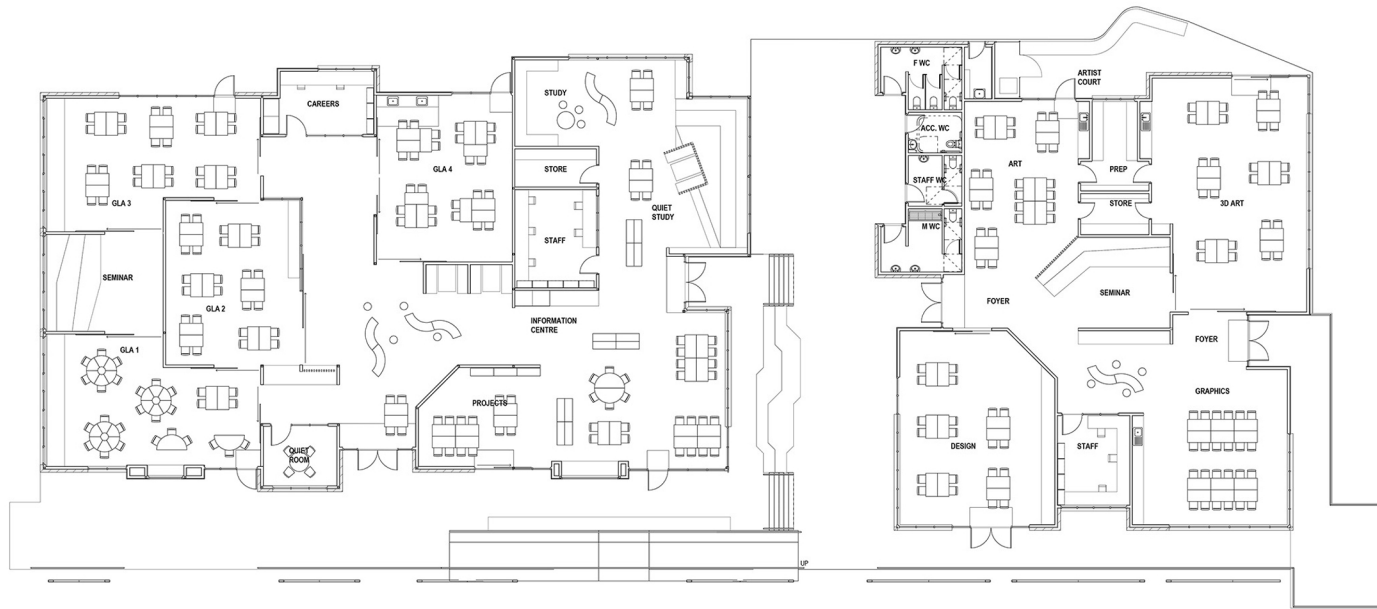 CAREERS
GLA 3
GLA 4
STUDY
STORE
QUIET
STUDY
STAFF
SEMINAR
GLA 2
GLA 1
INFORMATION
CENTRE
PROJECTS
QUIET
ROOM
UP
F WC
ACC. WC
STAFF WC
M WC
ARTIST
COURT
ART
PREP
STORE
3D ART
FOYER
SEMINAR
FOYER
GRAPHICS
DESIGN
STAFF